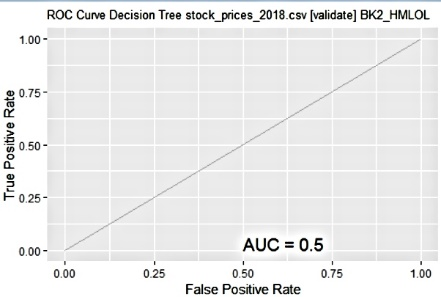 ROC Curve Decision Tree stock_prices_2018.csv [validate] BK2_HMLOL
1.00
0.75
0.50
0.25
0.00
True Positive Rate
AUC = 0.5
0.00 0.25 0.50 0.75 1.00
False Positive Rate